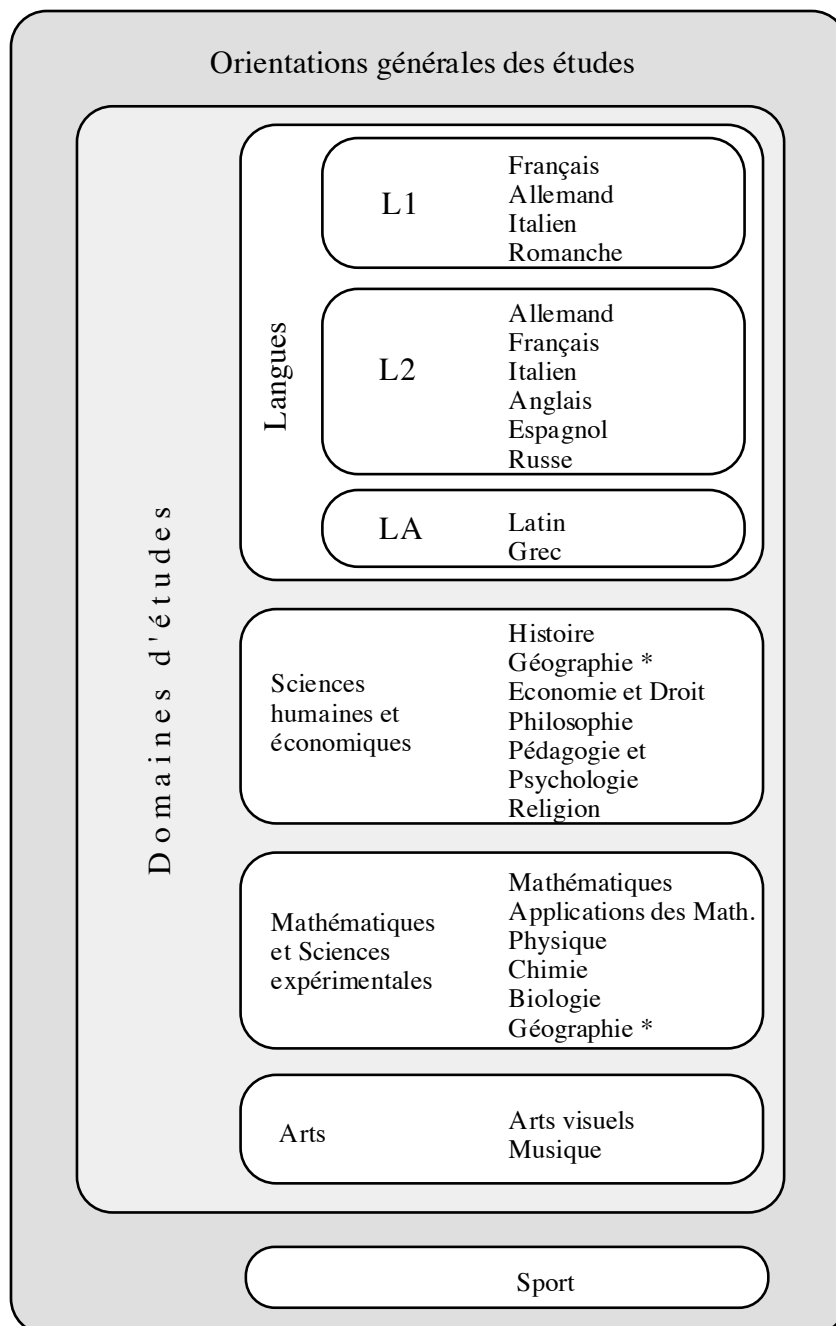 Orientations générales des études
Domaines d'études
Langues
L1
Français
Allemand
Italien
Romanche
L2
Allemand
Français
Italien
Anglais
Espagnol
Russe
LA
Latin
Grec
Sciences
humaines et
économiques
Histoire
Géographie *
Economie et Droit
Philosophie
Pédagogie et
Psychologie
Religion
Mathématiques
et Sciences
expérimentales
Mathématiques
Applications des Math.
Physique
Chimie
Biologie
Géographie *
Arts
Arts visuels
Musique
Sport